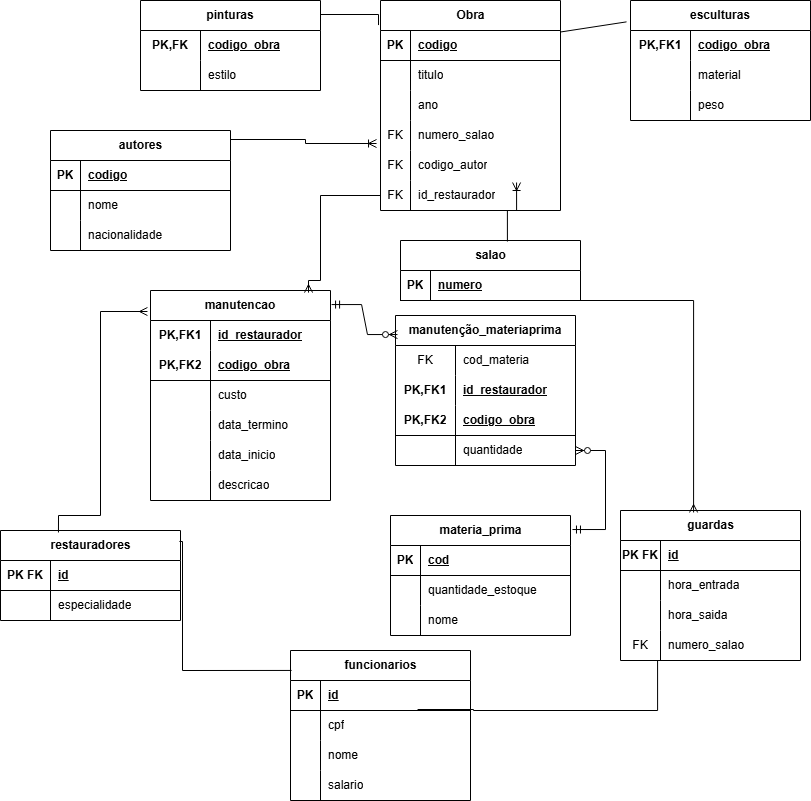 pinturas
PK,FK codigo_obra
estilo
Obra
PK codigo
titulo
ano
FK numero_salao
FK codigo_autor
FK id_restaurador
esculturas
PK,FK1 codigo_obra
material
peso
autores
PK codigo
nome
nacionalidade
salao
PK numero
manutencao
PK,FK1 id_restaurador
PK,FK2 codigo_obra
custo
data_termino
data_inicio
descricao
manutenção_materiaprima
FK cod_materia
PK,FK1 id_restaurador
PK,FK2 codigo_obra
quantidade
restauradores
PK FK id
especialidade
materia_prima
PK cod
quantidade_estoque
nome
guardas
PK FK id
hora_entrada
hora_saida
FK numero_salao
funcionarios
PK id
cpf
nome
salario